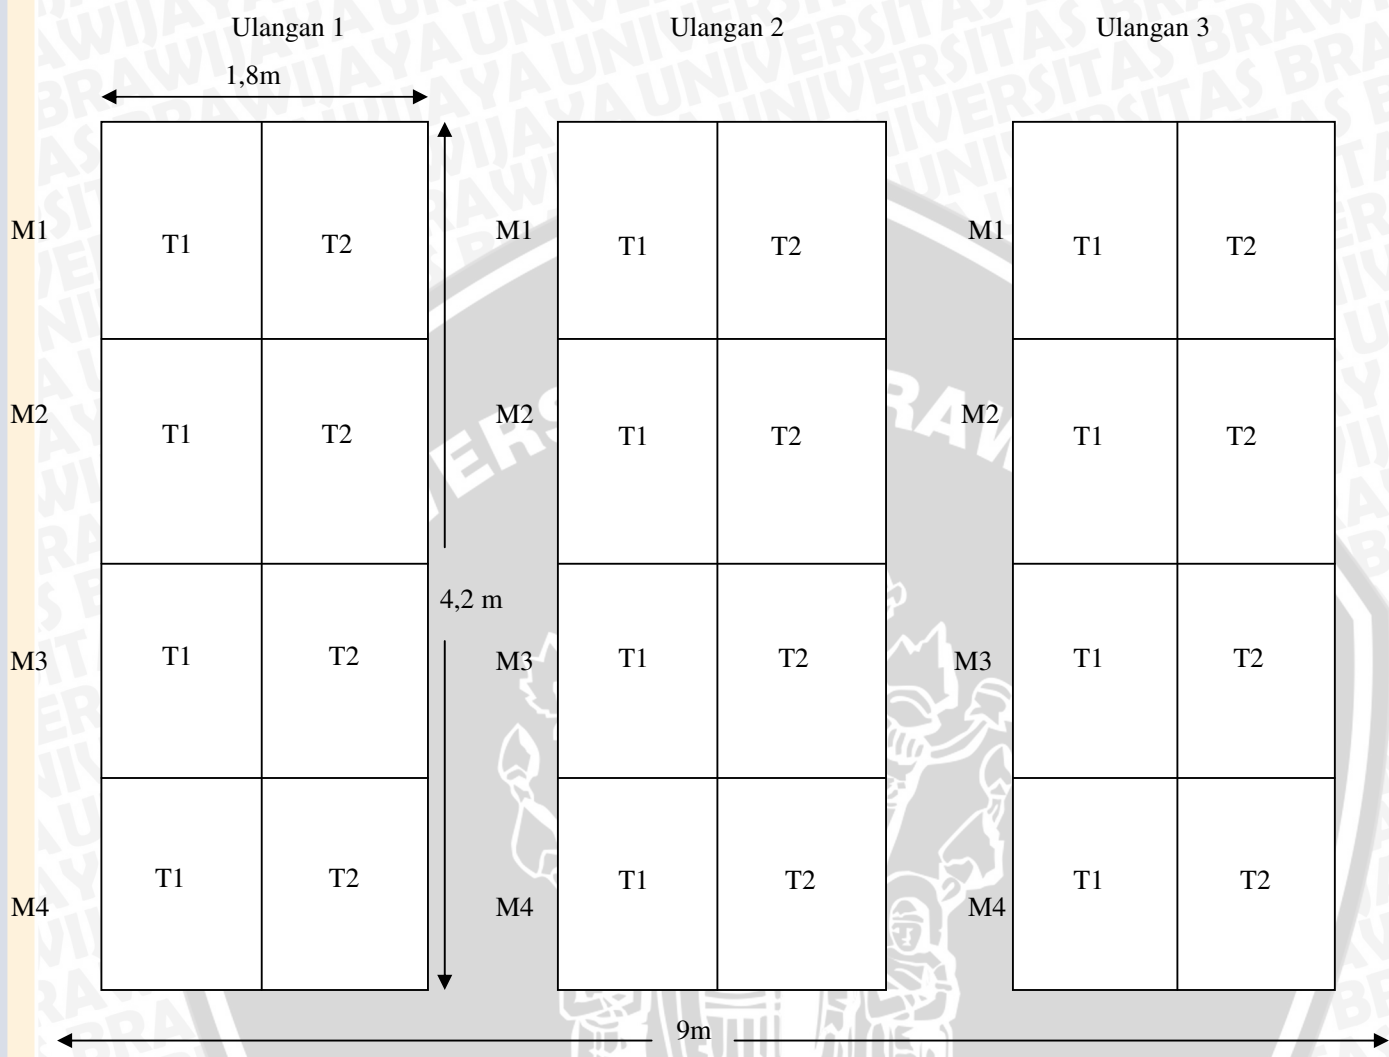 Ulangan 1 Ulangan 2 Ulangan 3
1,8m
M1 T1 T2 M1 T1 T2 M1 T1 T2
M2 T1 T2 M2 T1 T2 M2 T1 T2
4,2 m
M3 T1 T2 M3 T1 T2 M3 T1 T2
T1 T2 T1 T2 T1 T2
M4 M4 M4
9m